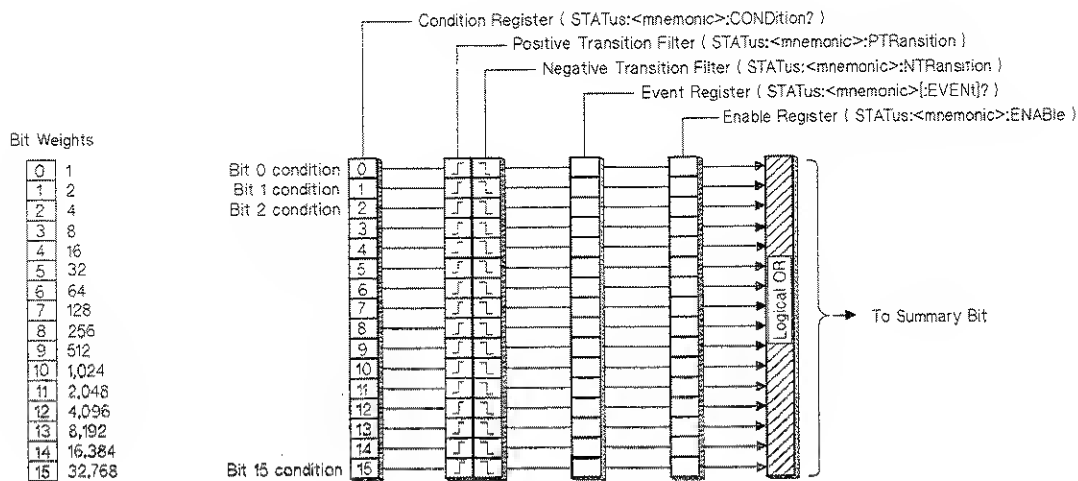 Condition Register ( STATus:<mnemonic>:CONDition? )
Positive Transition Filter ( STATus:<mnemonic>:PTRansition )
Negative Transition Filter ( STATus:<mnemonic>:NTRansition )
Event Register ( STATus:<mnemonic>[:EVENt]? )
Enable Register ( STATus:<mnemonic>:ENABle )
Bit Weights
0 1
1 2
2 4
3 8
4 16
5 32
6 64
7 128
8 256
9 512
10 1,024
11 2,048
12 4,096
13 8,192
14 16,384
15 32,768
Bit 0 condition 0
Bit 1 condition 1
Bit 2 condition 2
3
4
5
6
7
8
9
10
11
12
13
14
Bit 15 condition 15
Logical OR
To Summary Bit